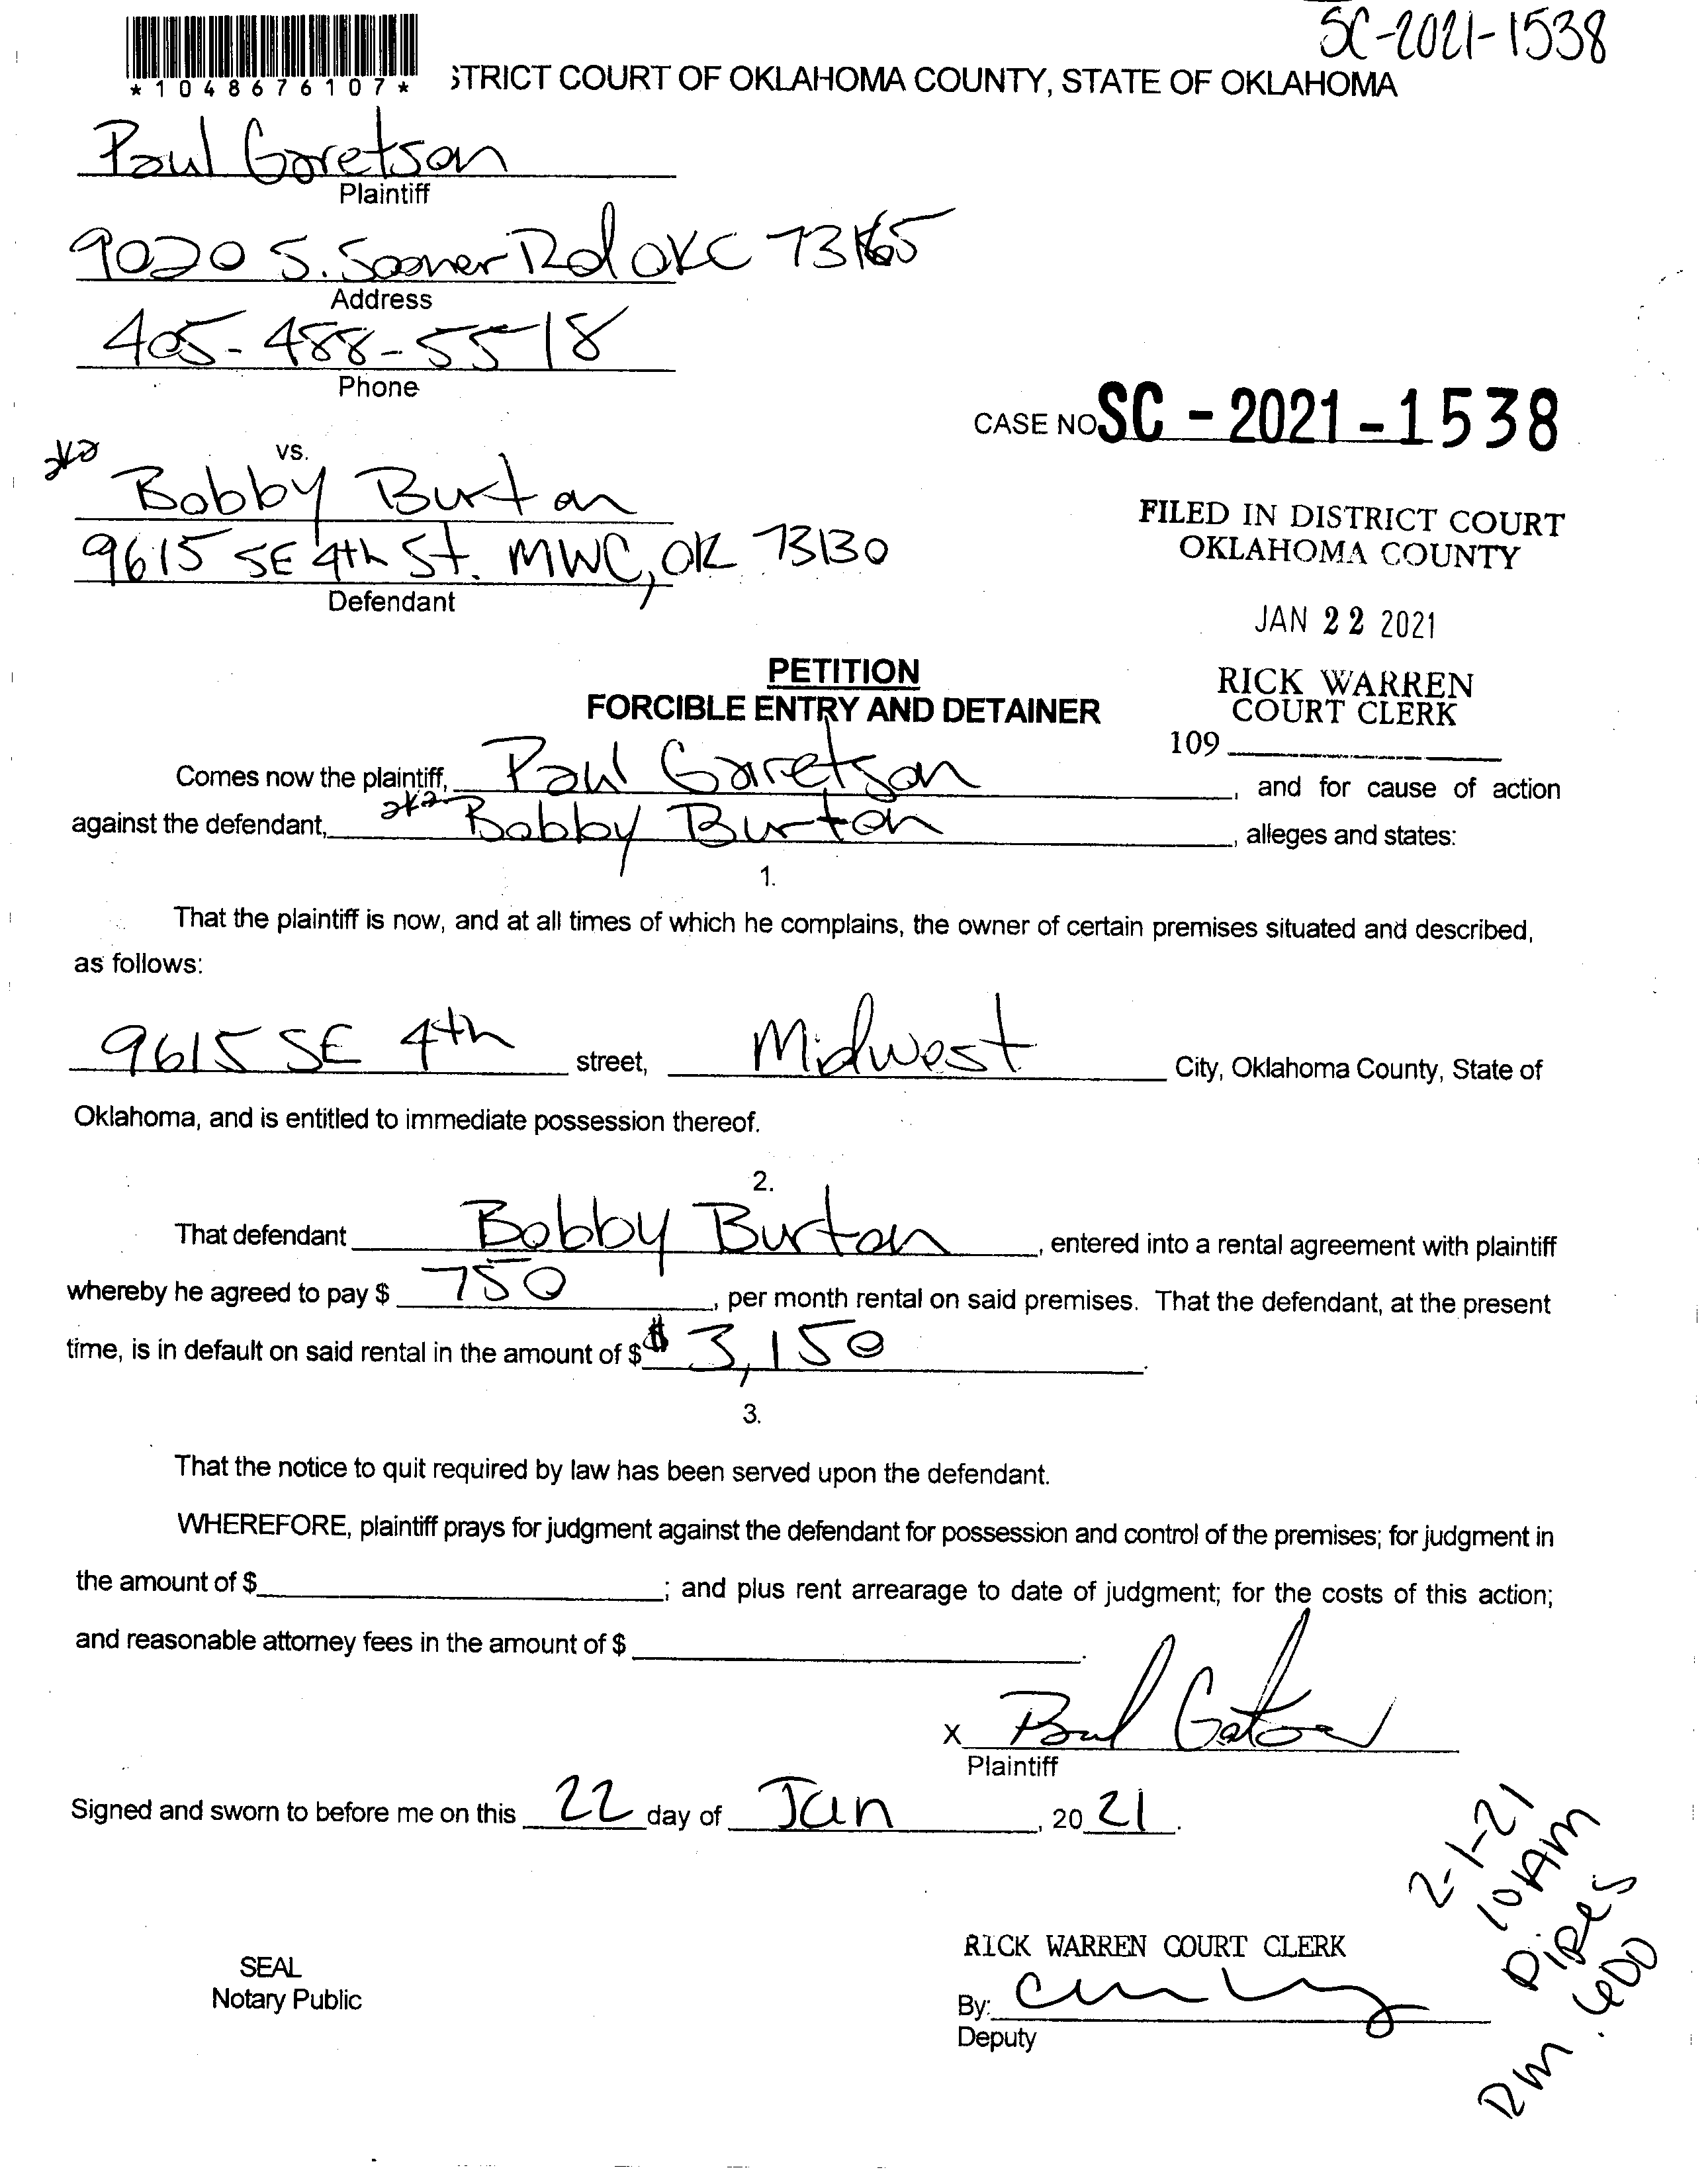 SC-2021-1538
*1048676107*
STRICT COURT OF OKLAHOMA COUNTY, STATE OF OKLAHOMA
Paul Garetson
Plaintiff
9020 S. Sooner Rd OKC 73165
Address
405-488-5518
Phone
CASE NO. SC-2021-1538
vs.
aka Bobby Burton
9615 SE 4th St. MWC, OK 73130
Defendant
FILED IN DISTRICT COURT
OKLAHOMA COUNTY
JAN 22 2021
RICK WARREN
COURT CLERK
109
PETITION
FORCIBLE ENTRY AND DETAINER
Comes now the plaintiff, Paul Garetson, and for cause of action
against the defendant, aka Bobby Burton, alleges and states:
1.
That the plaintiff is now, and at all times of which he complains, the owner of certain premises situated and described,
as follows:
9615 SE 4th street, Midwest City, Oklahoma County, State of
Oklahoma, and is entitled to immediate possession thereof.
2.
That defendant Bobby Burton, entered into a rental agreement with plaintiff
whereby he agreed to pay $ 750, per month rental on said premises. That the defendant, at the present
time, is in default on said rental in the amount of $ $3,150.
3.
That the notice to quit required by law has been served upon the defendant.
WHEREFORE, plaintiff prays for judgment against the defendant for possession and control of the premises; for judgment in
the amount of $; and plus rent arrearage to date of judgment; for the costs of this action;
and reasonable attorney fees in the amount of $.
X Paul Garetson
Plaintiff
Signed and sworn to before me on this 22 day of Jan, 2021.
2-1-21
10AM
Pipes
Rm. 600
SEAL
Notary Public
RICK WARREN COURT CLERK
By:
Deputy